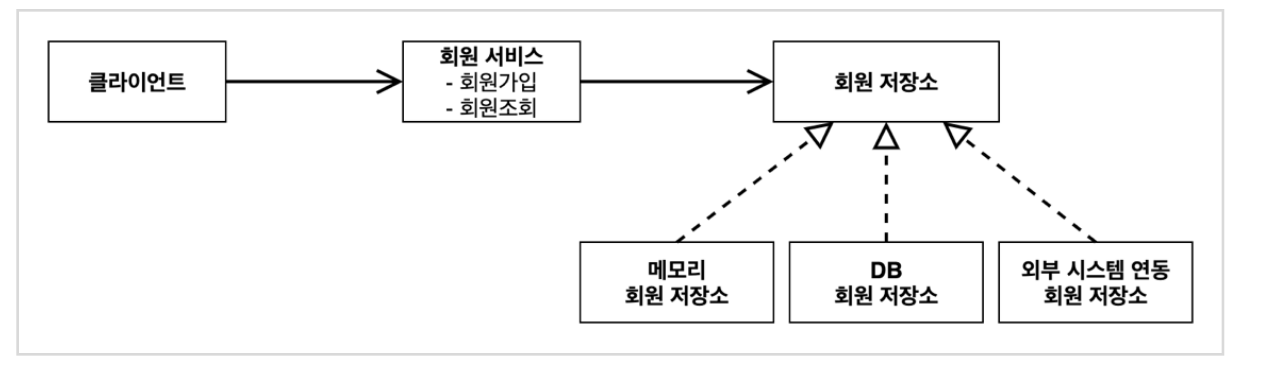 클라이언트
회원 서비스
- 회원가입
- 회원조회
회원 저장소
메모리
회원 저장소
DB
회원 저장소
외부 시스템 연동
회원 저장소